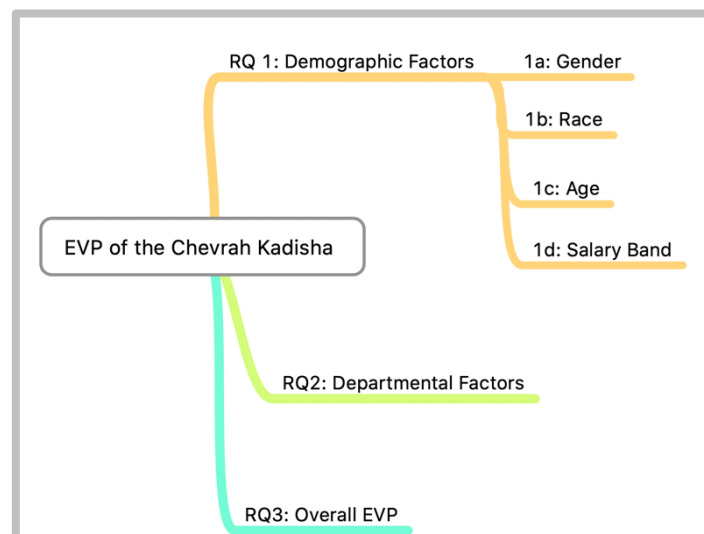 RQ 1: Demographic Factors
1a: Gender
1b: Race
1c: Age
1d: Salary Band
EVP of the Chevrah Kadisha
RQ2: Departmental Factors
RQ3: Overall EVP